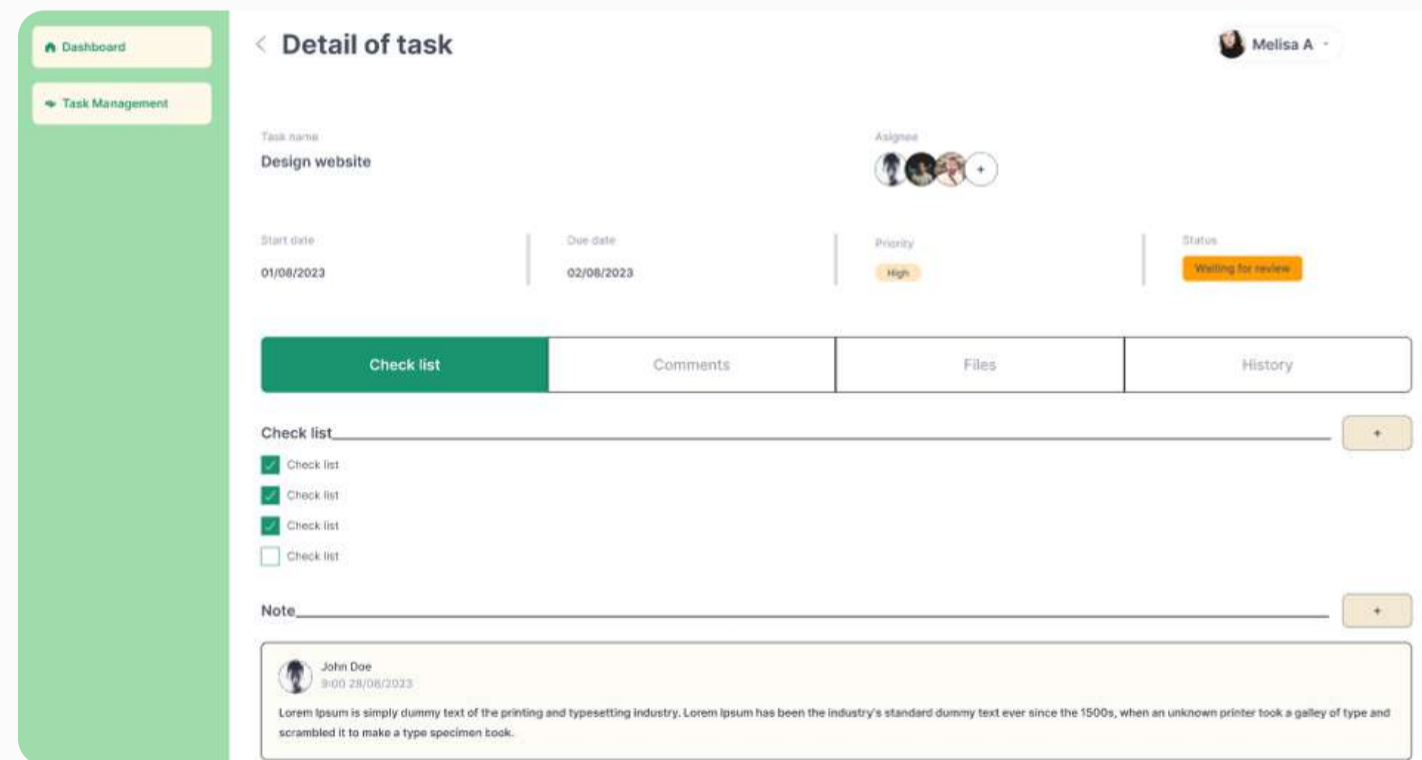 Dashboard
Task Management
Detail of task
Melisa A
Task name
Design website
Asignee
+
Start date
01/08/2023
Due date
02/08/2023
Priority
High
Status
Waiting for review
Check list
Comments
Files
History
Check list
+
Check list
Check list
Check list
Check list
Note
+
John Doe
9:00 28/08/2023
Lorem Ipsum is simply dummy text of the printing and typesetting industry. Lorem Ipsum has been the industry's standard dummy text ever since the 1500s, when an unknown printer took a galley of type and
scrambled it to make a type specimen book.